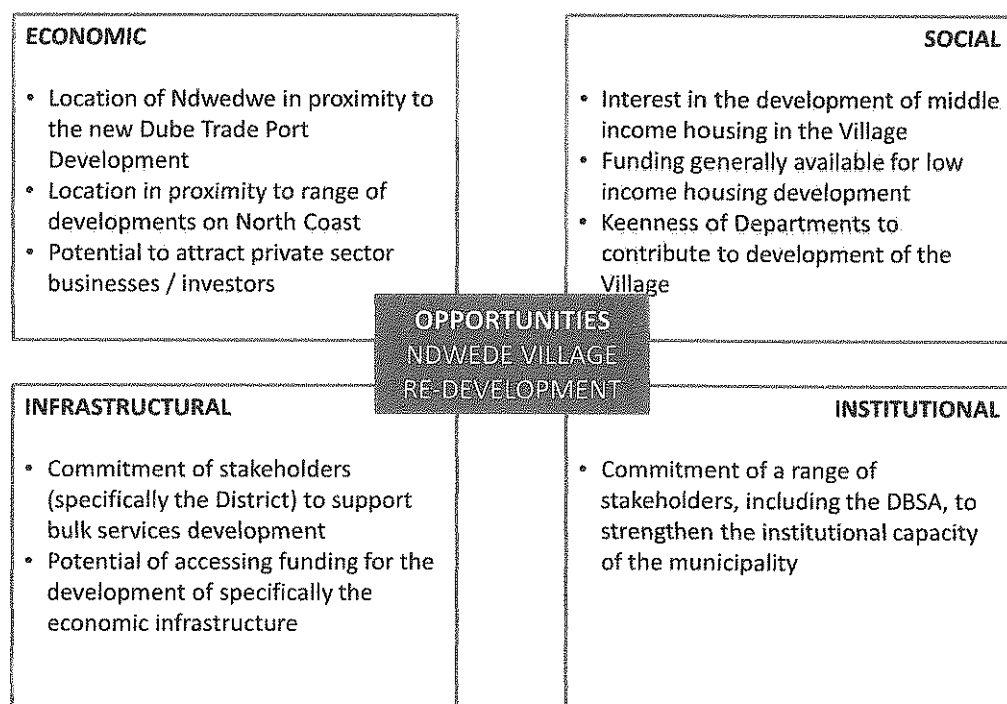 ECONOMIC
• Location of Ndwedwe in proximity to
the new Dube Trade Port
Development
• Location in proximity to range of
developments on North Coast
• Potential to attract private sector
businesses / investors
SOCIAL
• Interest in the development of middle
income housing in the Village
• Funding generally available for low
income housing development
• Keenness of Departments to
contribute to development of the
Village
OPPORTUNITIES
NDWEDE VILLAGE
RE-DEVELOPMENT
INFRASTRUCTURAL
• Commitment of stakeholders
(specifically the District) to support
bulk services development
• Potential of accessing funding for the
development of specifically the
economic infrastructure
INSTITUTIONAL
• Commitment of a range of
stakeholders, including the DBSA, to
strengthen the institutional capacity
of the municipality